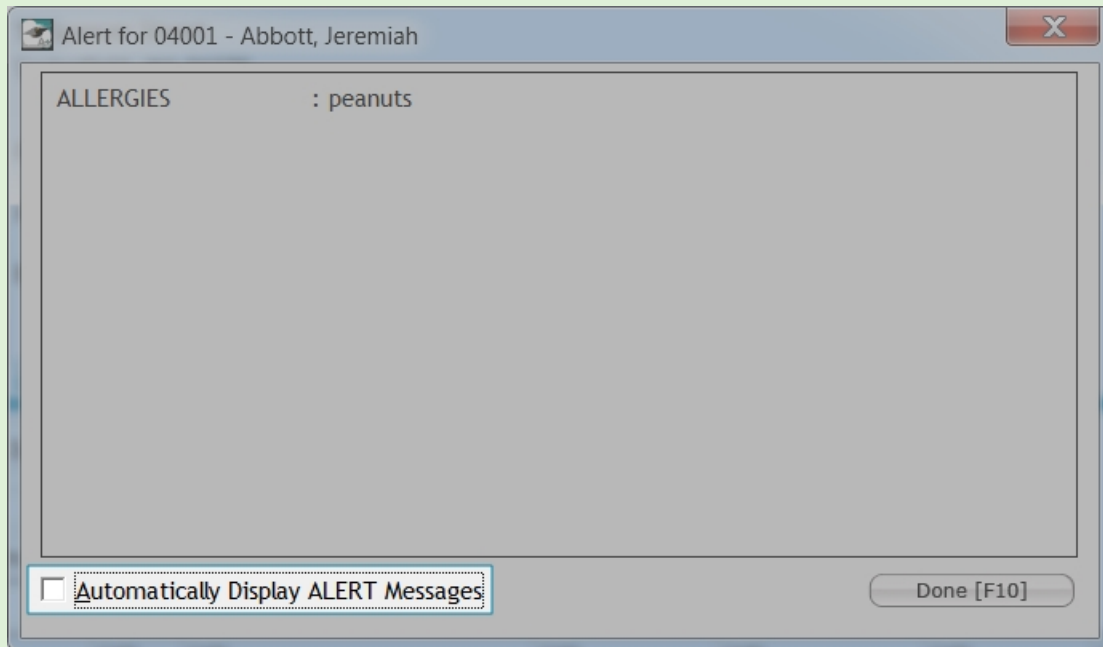 Alert for 04001 - Abbott, Jeremiah
X
ALLERGIES : peanuts
Automatically Display ALERT Messages
Done [F10]